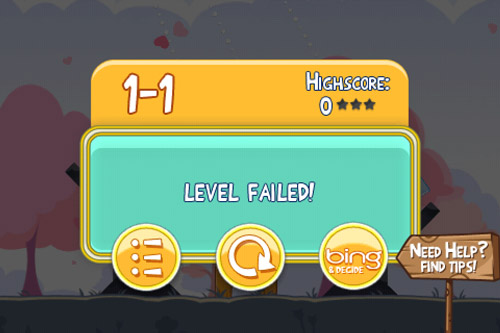 1-1
HIGHSCORE:
0
LEVEL FAILED!
bing
& DECIDE
NEED HELP?
FIND TIPS!